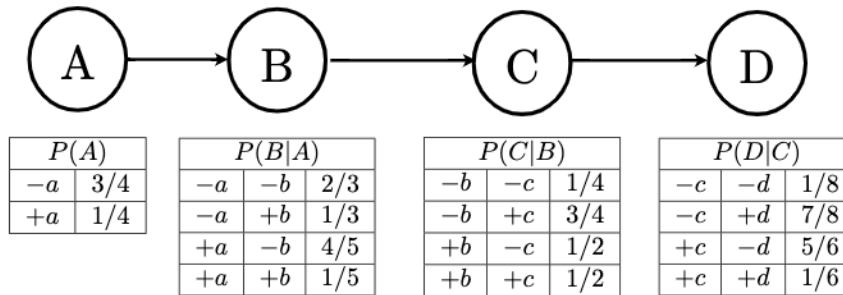 A B C D
P(A) P(B|A) P(C|B) P(D|C)
−a 3/4 −a −b 2/3 −b −c 1/4 −c −d 1/8
+a 1/4 −a +b 1/3 −b +c 3/4 −c +d 7/8
+a −b 4/5 +b −c 1/2 +c −d 5/6
+a +b 1/5 +b +c 1/2 +c +d 1/6